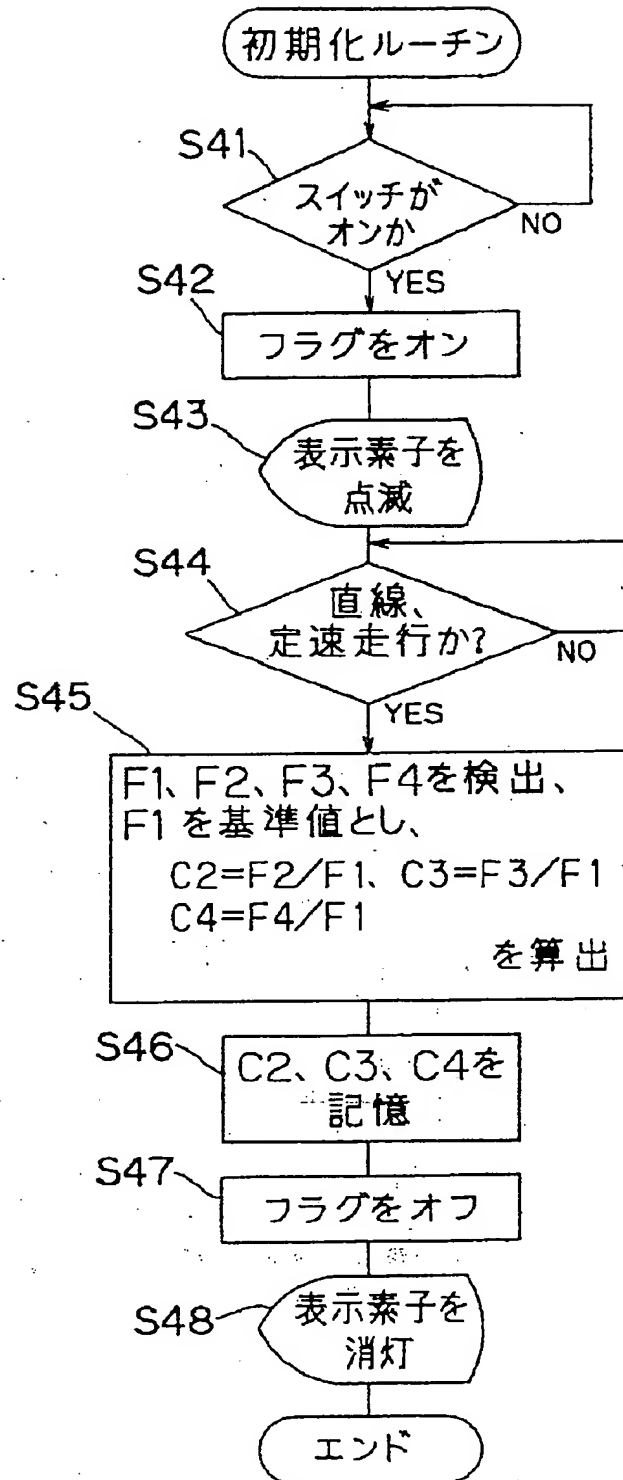 初期化ルーチン
S41
スイッチが
オンか
NO
YES
S42
フラグをオン
S43
表示素子を
点滅
S44
直線、
定速走行か?
NO
YES
S45
F1、F2、F3、F4を検出、
F1を基準値とし、
C2=F2/F1、C3=F3/F1
C4=F4/F1
を算出
S46
C2、C3、C4を
記憶
S47
フラグをオフ
S48
表示素子を
消灯
エンド